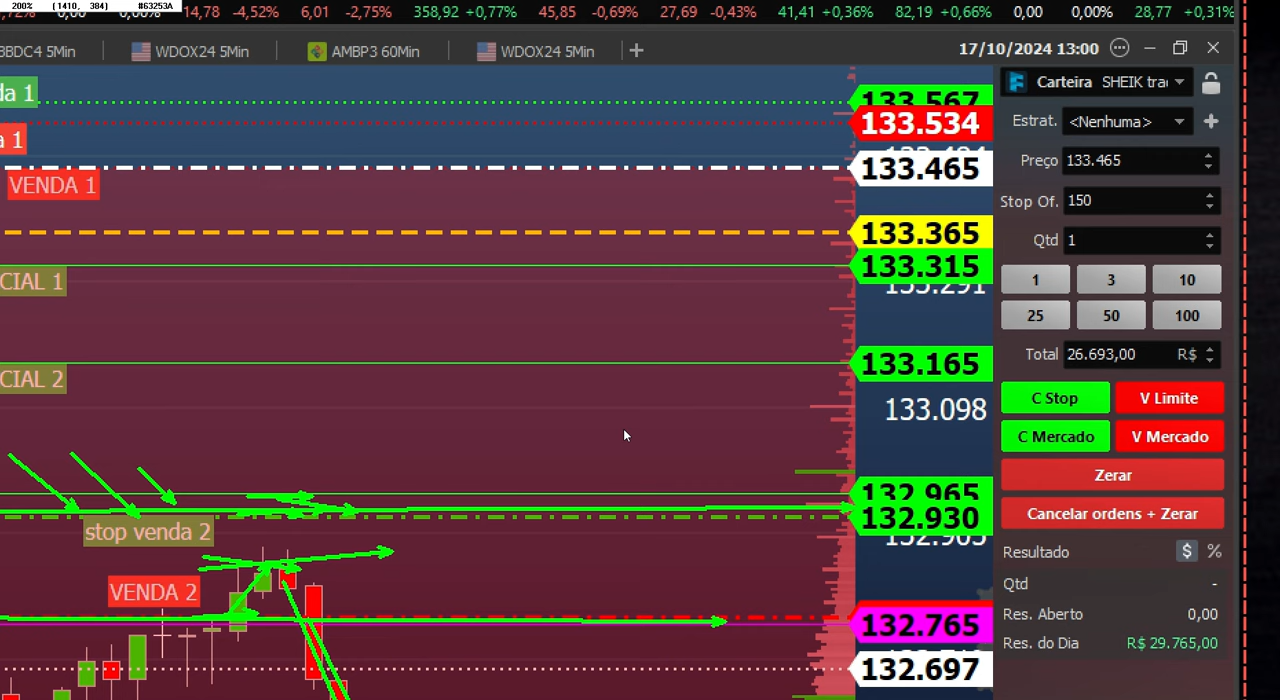 200% (1410, 384) #63253A
0,00% 14,78 -4,52% 6,01 -2,75% 358,92 +0,77% 45,85 -0,69% 27,69 -0,43% 41,41 +0,36% 82,19 +0,66% 0,00 0,00% 28,77 +0,31%
BBDC4 5Min WDOX24 5Min AMBP3 60Min WDOX24 5Min + 17/10/2024 13:00
Carteira SHEIK tra
Estrat. <Nenhuma> +
Preço 133.465
Stop Of. 150
Qtd 1
1 3 10
25 50 100
Total 26.693,00 R$
C Stop V Limite
C Mercado V Mercado
Zerar
Cancelar ordens + Zerar
Resultado $ %
Qtd -
Res. Aberto 0,00
Res. do Dia R$ 29.765,00
da 1
a 1
VENDA 1
CIAL 1
CIAL 2
stop venda 2
VENDA 2
133.567
133.534
133.465
133.365
133.315
133.291
133.165
133.098
132.965
132.930
132.905
132.765
132.697